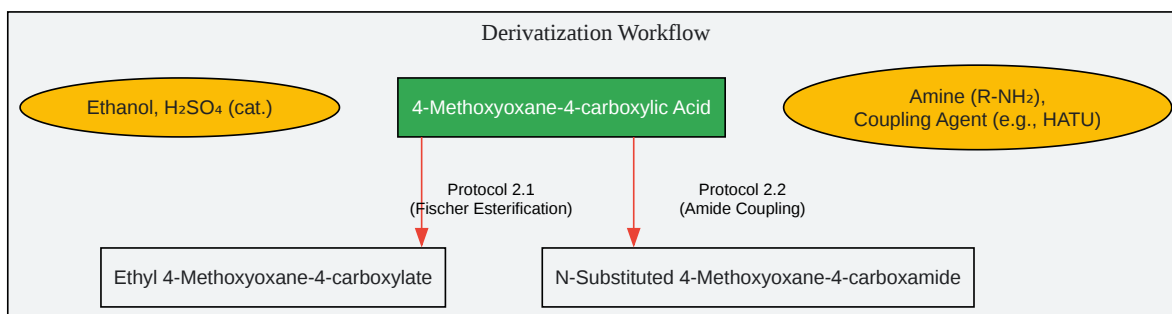 Derivatization Workflow
Ethanol, H₂SO₄ (cat.)
4-Methoxyoxane-4-carboxylic Acid
Amine (R-NH₂),
Coupling Agent (e.g., HATU)
Protocol 2.1
(Fischer Esterification)
Protocol 2.2
(Amide Coupling)
Ethyl 4-Methoxyoxane-4-carboxylate
N-Substituted 4-Methoxyoxane-4-carboxamide